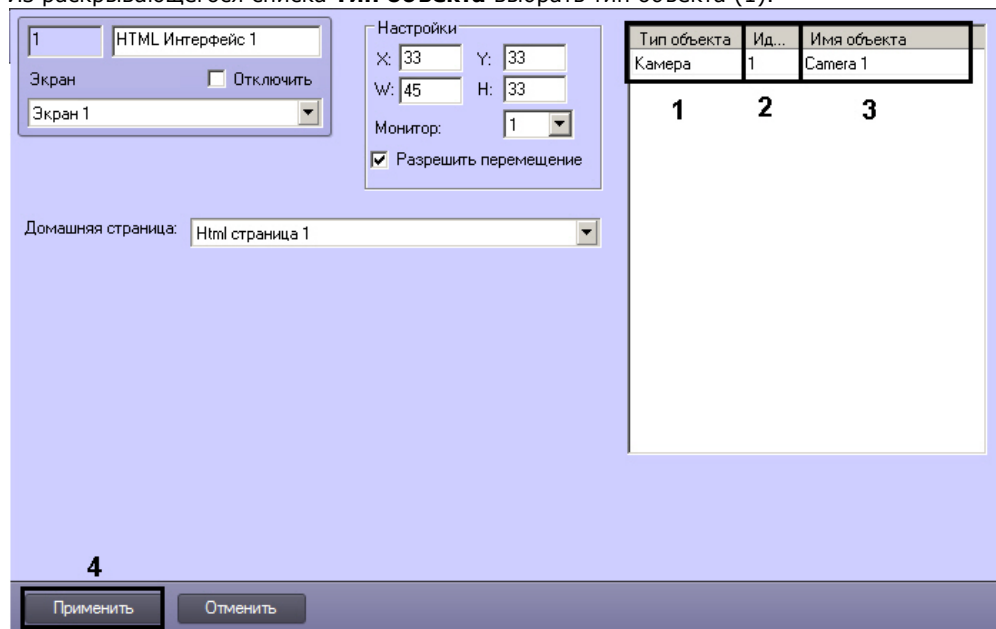 из раскрывающегося списка Тип объекта выбрать тип объекта (1).
1 HTML Интерфейс 1
Экран Отключить
Экран 1
Настройки
X: 33 Y: 33
W: 45 H: 33
Монитор: 1
Разрешить перемещение
Домашняя страница: Html страница 1
Тип объекта Ид... Имя объекта
Камера 1 Camera 1
1 2 3
4
Применить Отменить